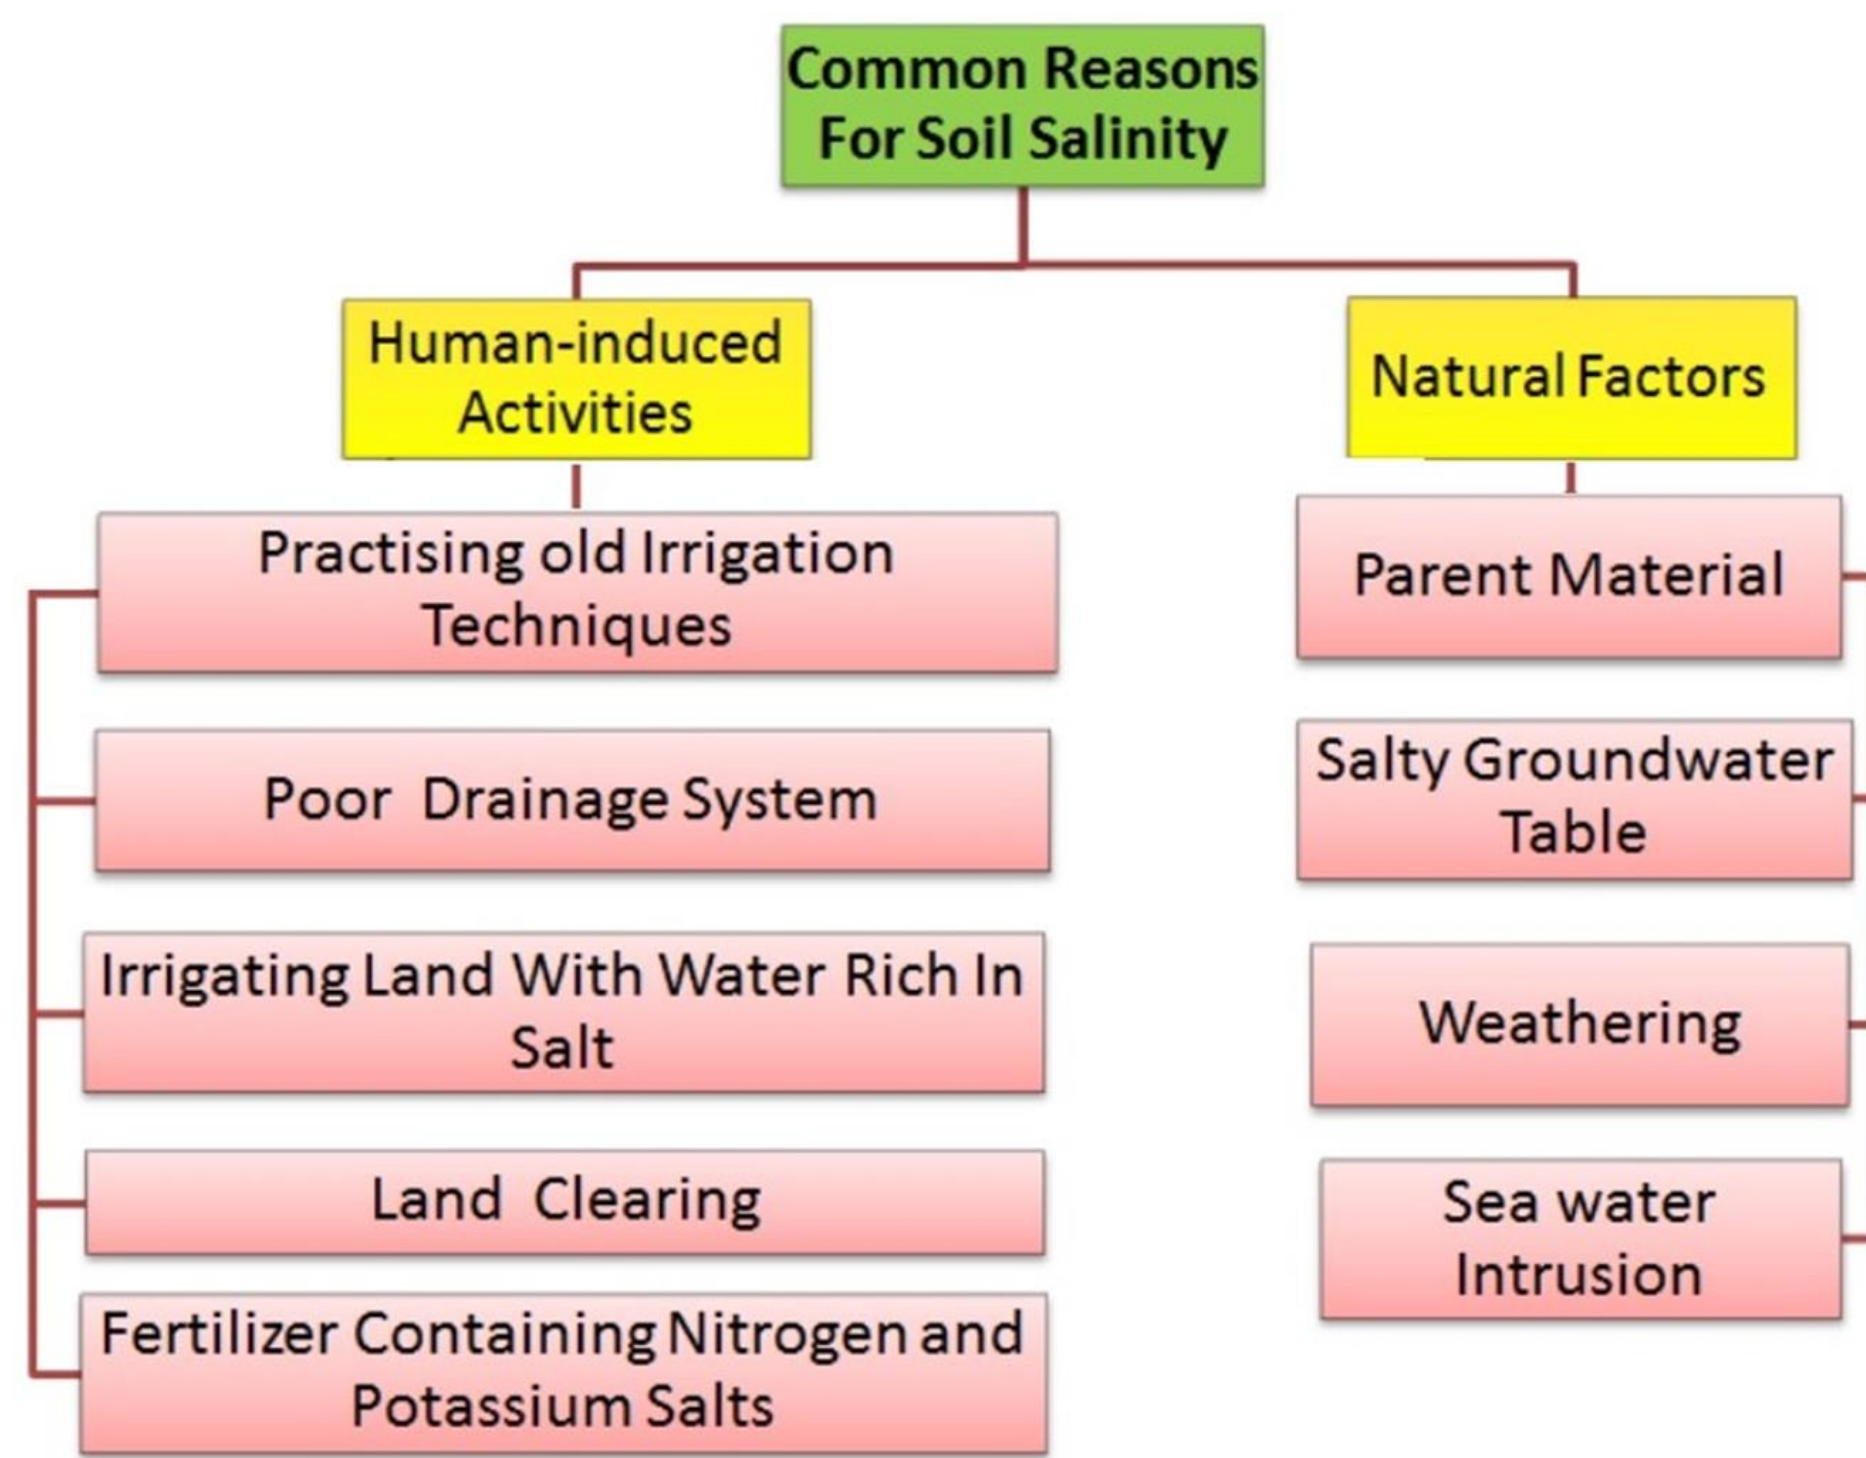 Common Reasons
For Soil Salinity
Human-induced
Activities
Natural Factors
Practising old Irrigation
Techniques
Poor Drainage System
Irrigating Land With Water Rich In
Salt
Land Clearing
Fertilizer Containing Nitrogen and
Potassium Salts
Parent Material
Salty Groundwater
Table
Weathering
Sea water
Intrusion